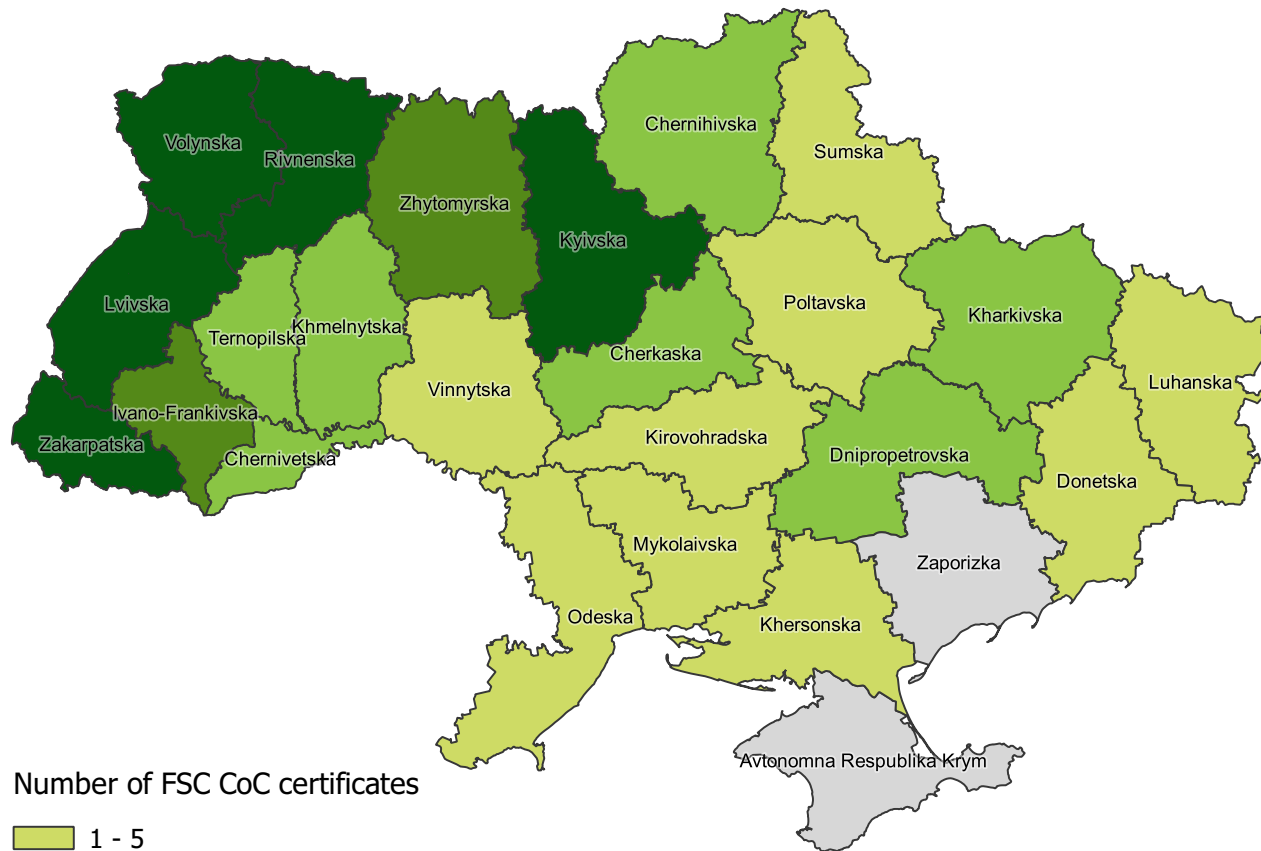 Chernihivska
Sumska
Volynska
Rivnenska
Zhytomyrska
Kyivska
Lvivska
Poltavska
Kharkivska
Ternopilska
Khmelnytska
Cherkaska
Luhanska
Vinnytska
Ivano-Frankivska
Kirovohradska
Zakarpatska
Chernivetska
Dnipropetrovska
Donetska
Mykolaivska
Zaporizka
Odeska
Khersonska
Avtonomna Respublika Krym
Number of FSC CoC certificates
1 - 5